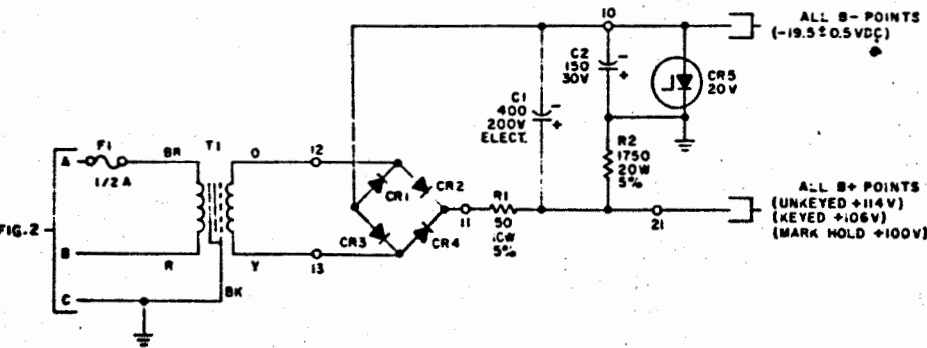 10
ALL B- POINTS
(-19.5±0.5VDC)
C2
150
30V
CR5
20V
C1
400
200V
ELECT.
A
F1
1/2 A
BR
T1
O
12
CR1
CR2
R2
1750
20W
5%
ALL B+ POINTS
(UNKEYED +114V)
(KEYED +106V)
(MARK HOLD +100V)
FIG.2
CR3
CR4
11
R1
50
10W
5%
21
B
R
Y
13
C
BK